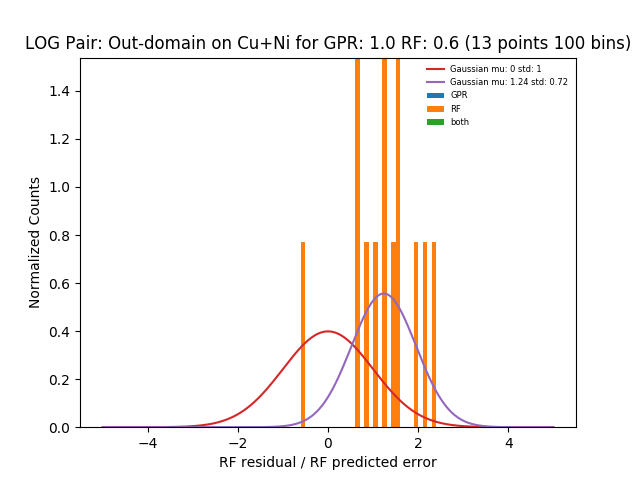 LOG Pair: Out-domain on Cu+Ni for GPR: 1.0 RF: 0.6 (13 points 100 bins)
Gaussian mu: 0 std: 1
Gaussian mu: 1.24 std: 0.72
GPR
RF
both
Normalized Counts
1.4
1.2
1.0
0.8
0.6
0.4
0.2
0.0
−4 −2 0 2 4
RF residual / RF predicted error